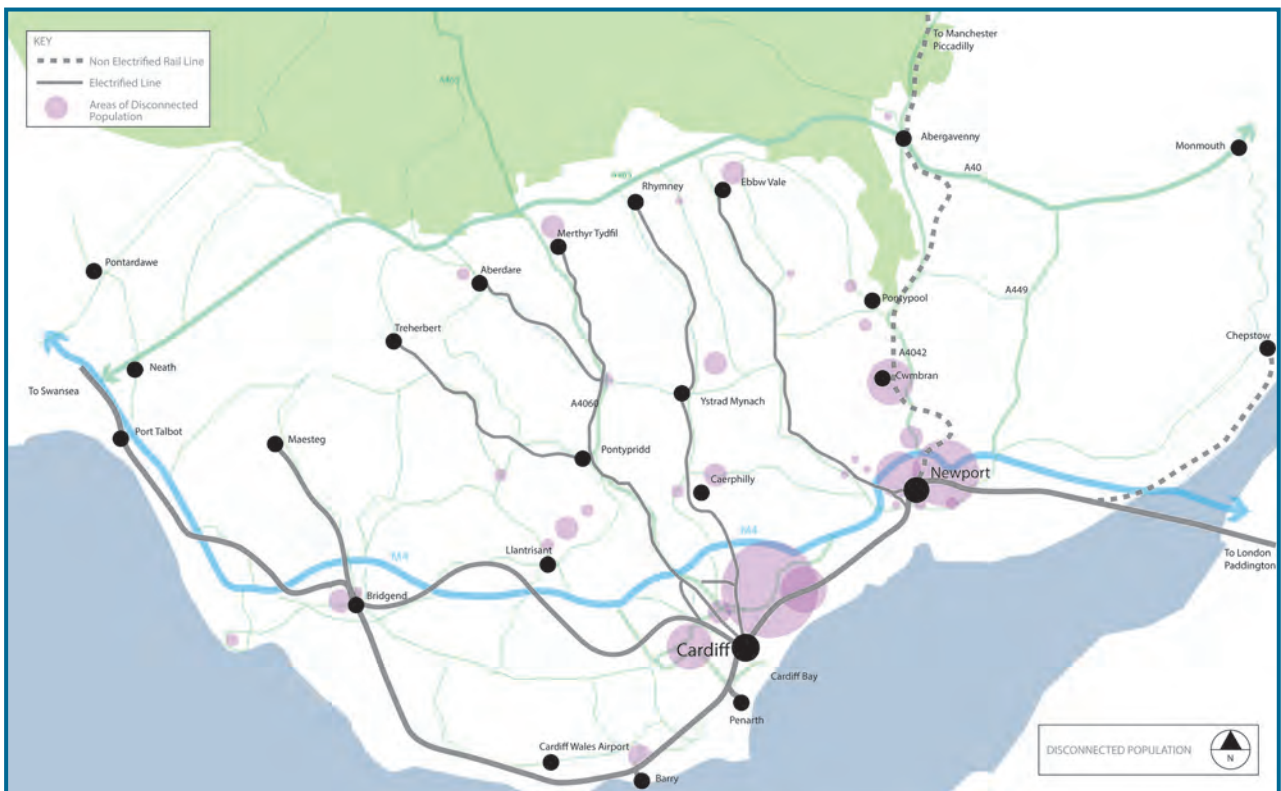 KEY
Non Electrified Rail Line
Electrified Line
Areas of Disconnected
Population
To Manchester
Piccadilly
Abergavenny
Monmouth
A40
Rhymney
Ebbw Vale
Merthyr Tydfil
Pontardawe
Aberdare
A449
Pontypool
Treherbert
Chepstow
A4042
Neath
Cwmbran
To Swansea
A4060
Ystrad Mynach
Port Talbot
Maesteg
Pontypridd
Newport
Caerphilly
M4
Llantrisant
M4
To London
Paddington
Bridgend
Cardiff
Cardiff Bay
Penarth
Cardiff Wales Airport
Barry
DISCONNECTED POPULATION
N